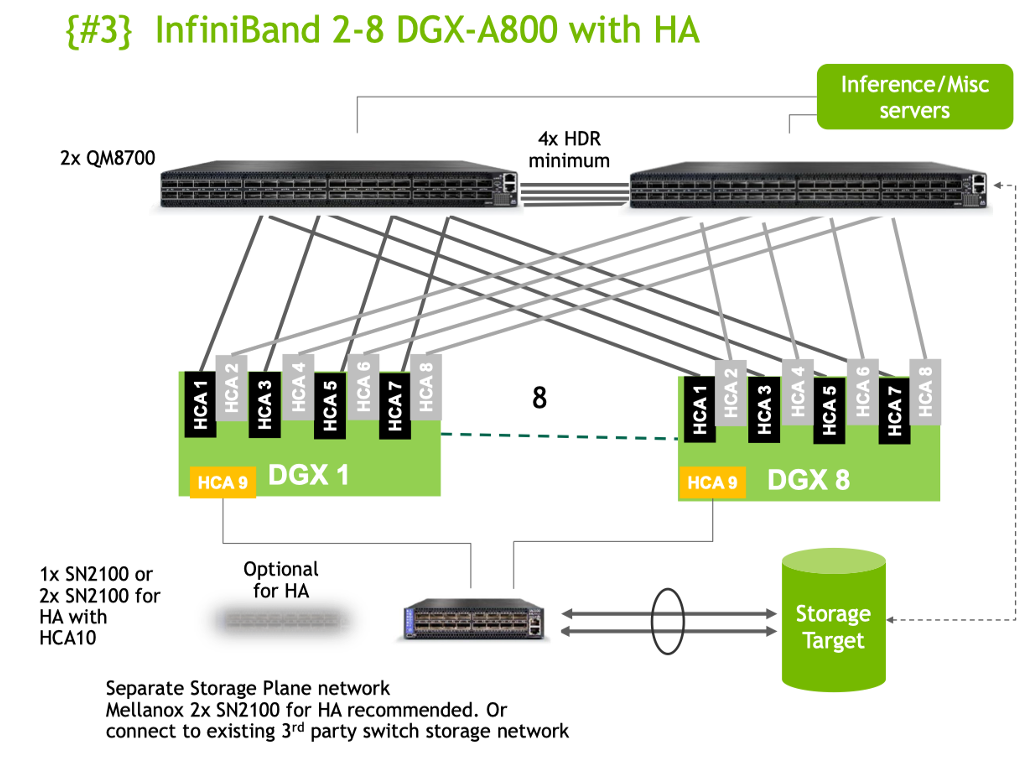 {#3} InfiniBand 2-8 DGX-A800 with HA
Inference/Misc
servers
2x QM8700
4x HDR
minimum
HCA 1
HCA 2
HCA 3
HCA 4
HCA 5
HCA 6
HCA 7
HCA 8
8
HCA 1
HCA 2
HCA 3
HCA 4
HCA 5
HCA 6
HCA 7
HCA 8
HCA 9
DGX 1
HCA 9
DGX 8
1x SN2100 or
2x SN2100 for
HA with
HCA10
Optional
for HA
Storage
Target
Separate Storage Plane network
Mellanox 2x SN2100 for HA recommended. Or
connect to existing 3rd party switch storage network